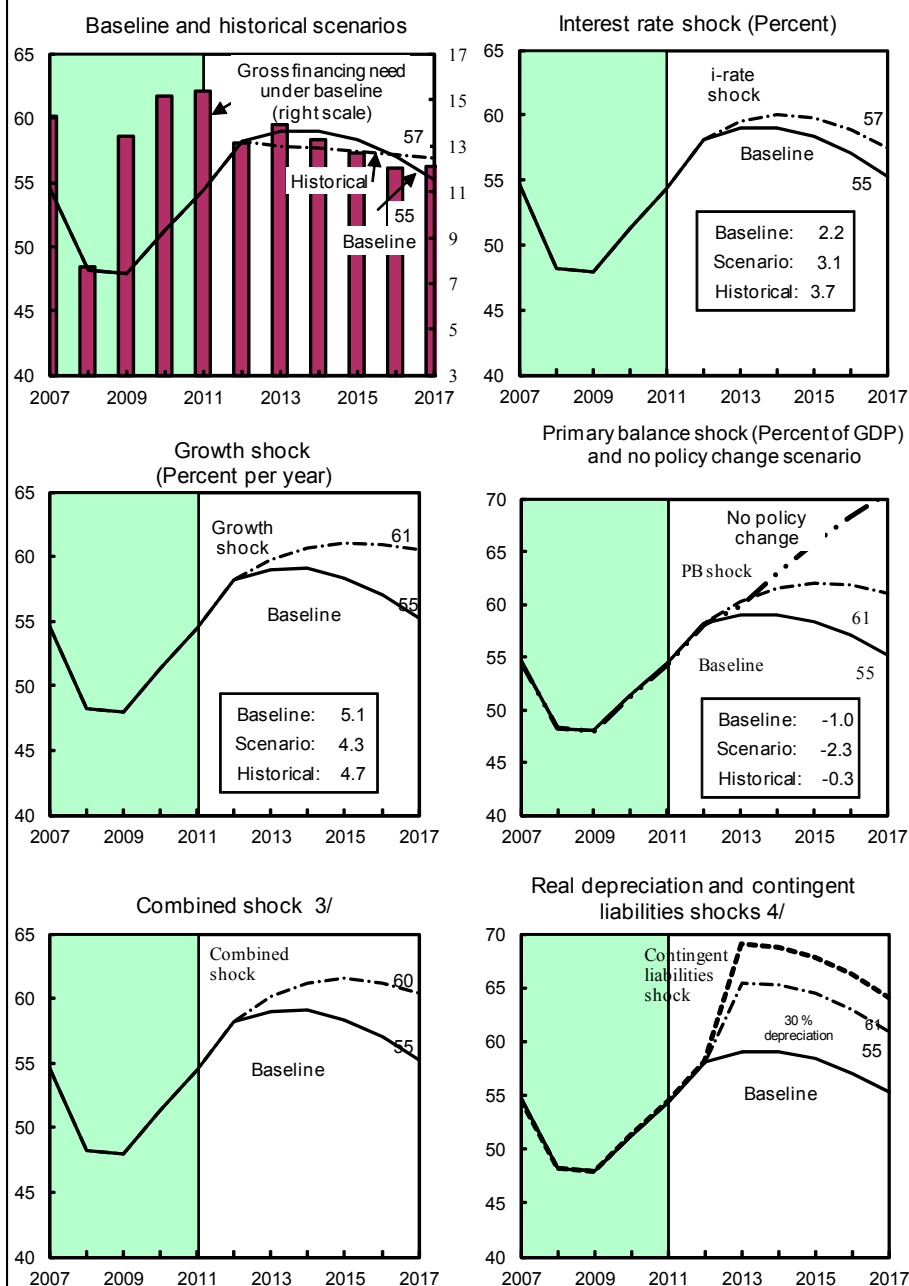 Baseline and historical scenarios
65
60
55
50
45
40
17
15
13
11
9
7
5
3
Gross financing need
under baseline
(right scale)
57
Historical
55
Baseline
2007 2009 2011 2013 2015 2017
Interest rate shock (Percent)
65
60
55
50
45
40
i-rate
shock
57
Baseline
55
Baseline: 2.2
Scenario: 3.1
Historical: 3.7
2007 2009 2011 2013 2015 2017
Growth shock
(Percent per year)
65
60
55
50
45
40
Growth
shock
61
55
Baseline
Baseline: 5.1
Scenario: 4.3
Historical: 4.7
2007 2009 2011 2013 2015 2017
Primary balance shock (Percent of GDP)
and no policy change scenario
70
65
60
55
50
45
40
No policy
change
PB shock
61
Baseline
55
Baseline: -1.0
Scenario: -2.3
Historical: -0.3
2007 2009 2011 2013 2015 2017
Combined shock 3/
65
60
55
50
45
40
Combined
shock
60
55
Baseline
2007 2009 2011 2013 2015 2017
Real depreciation and contingent
liabilities shocks 4/
70
65
60
55
50
45
40
Contingent
liabilities
shock
30 %
depreciation
61
55
Baseline
2007 2009 2011 2013 2015 2017